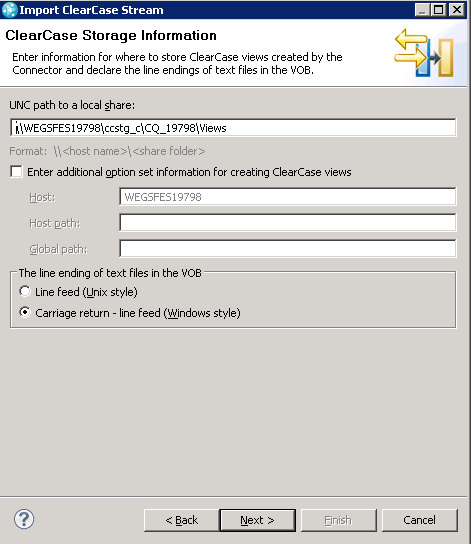 Import ClearCase Stream
ClearCase Storage Information
Enter information for where to store ClearCase views created by the
Connector and declare the line endings of text files in the VOB.
UNC path to a local share:
\\WEGSFES19798\ccstg_c\CQ_19798\Views
Format: \\<host name>\<share folder>
Enter additional option set information for creating ClearCase views
Host: WEGSFES19798
Host path:
Global path:
The line ending of text files in the VOB
Line feed (Unix style)
Carriage return - line feed (Windows style)
? < Back Next > Finish Cancel